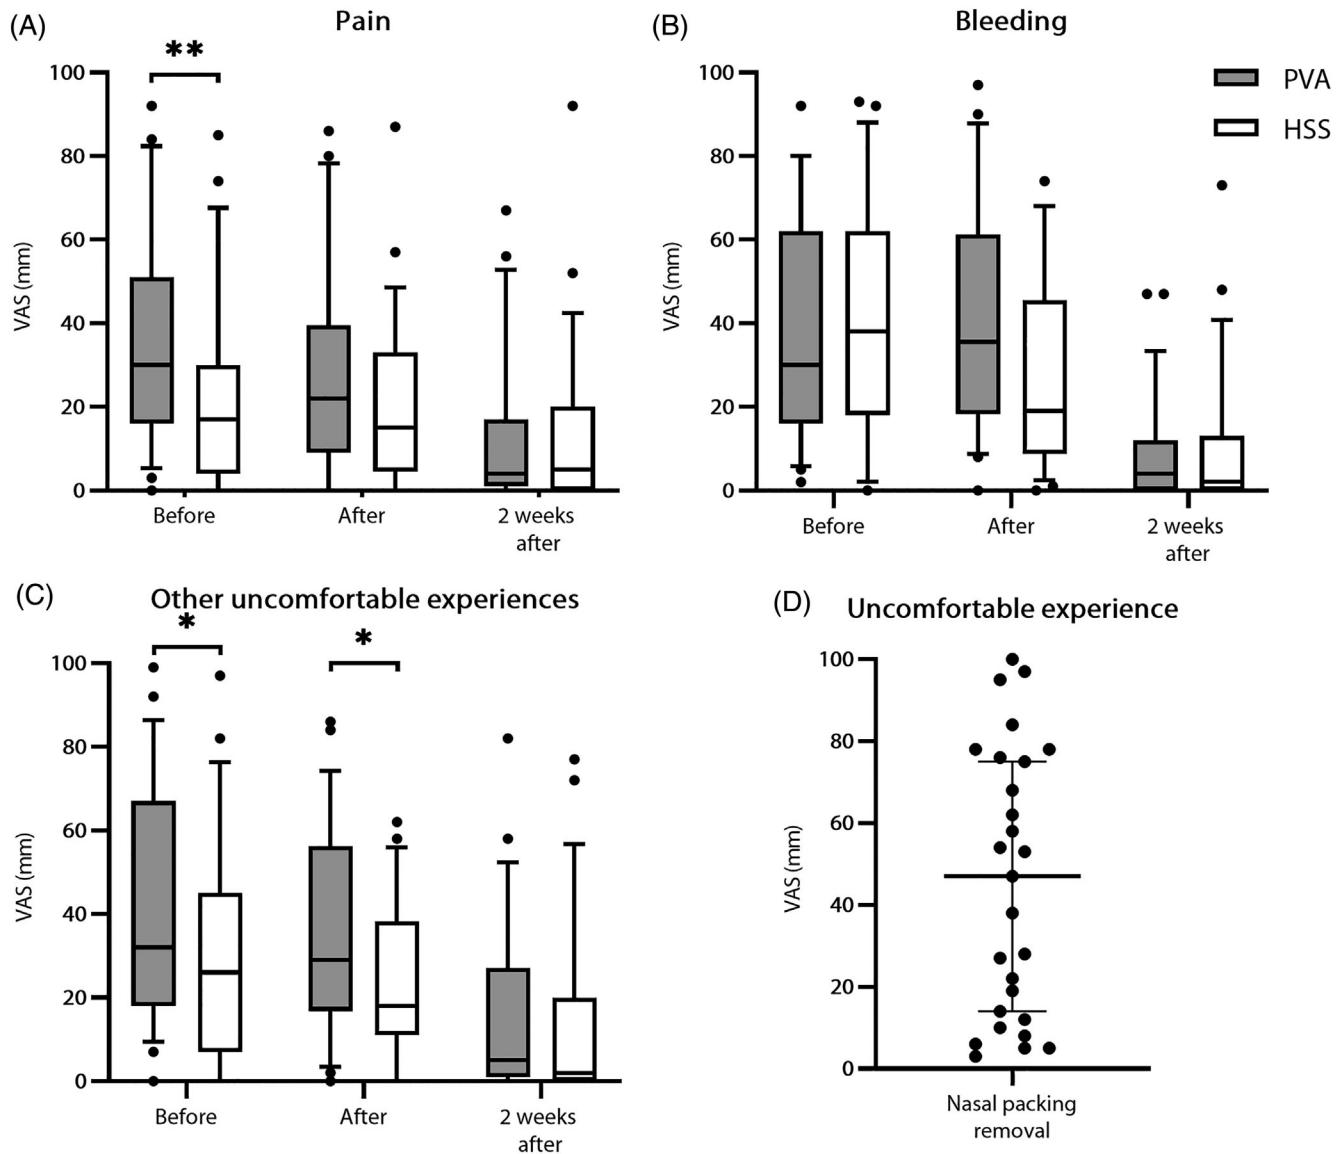 (A)
Pain
**
100
80
60
40
20
0
VAS (mm)
Before
After
2 weeks
after
(B)
Bleeding
100
80
60
40
20
0
VAS (mm)
Before
After
2 weeks
after
PVA
HSS
(C)
Other uncomfortable experiences
*
*
100
80
60
40
20
0
VAS (mm)
Before
After
2 weeks
after
(D)
Uncomfortable experience
100
80
60
40
20
0
VAS (mm)
Nasal packing
removal